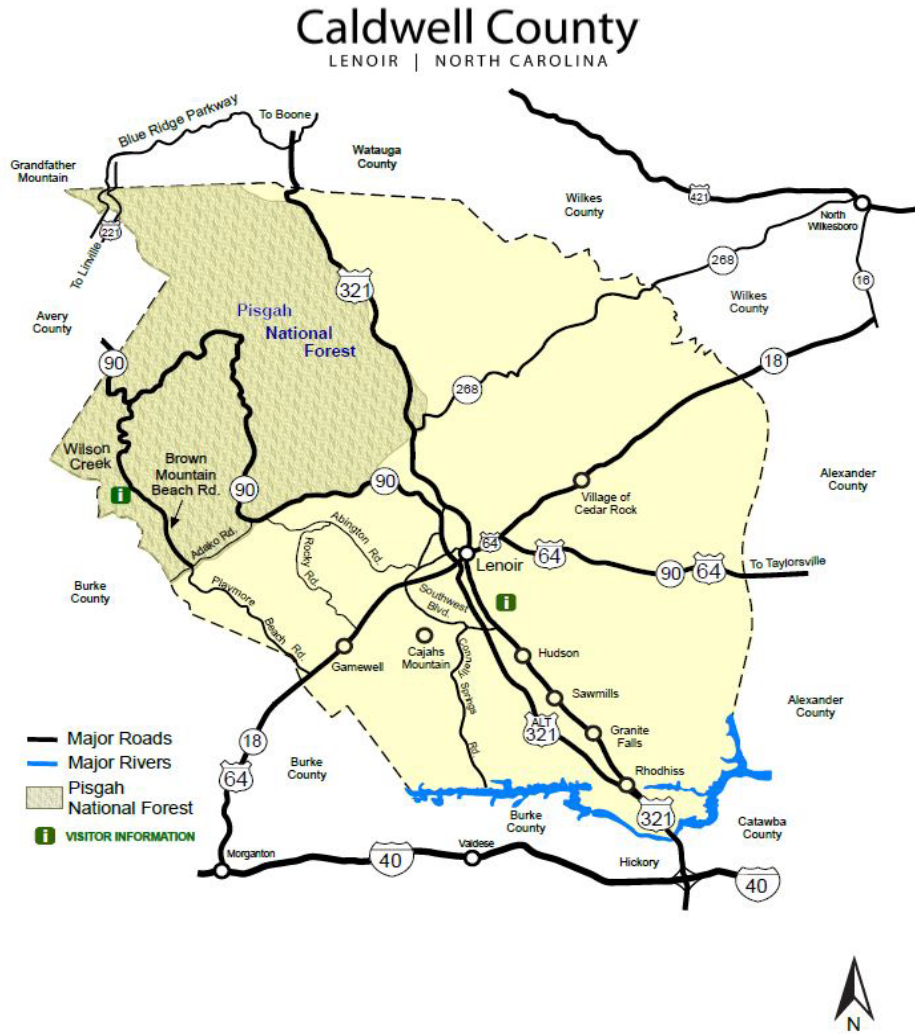 Caldwell County
LENOIR | NORTH CAROLINA
Blue Ridge Parkway
To Boone
Grandfather
Mountain
Watauga
County
221
To Linville
Wilkes
County
421
North
Wilkesboro
268
16
Wilkes
County
321
Avery
County
Pisgah
National
Forest
90
18
268
Wilson
Creek
Brown
Mountain
Beach Rd.
i
90
90
Village of
Cedar Rock
Alexander
County
Adako Rd.
Abington
Rd.
Rocky Rd.
64
64
Lenoir
90
64
To Taylorsville
Burke
County
Playmore
Beach Rd.
Southwest
Blvd.
i
Gamewell
Cajahs
Mountain
Connelly Springs
Rd.
Hudson
Sawmills
Alexander
County
ALT
321
Granite
Falls
Major Roads
Major Rivers
Pisgah
National Forest
i
VISITOR INFORMATION
18
64
Burke
County
Rhodhiss
321
Burke
County
Catawba
County
Morganton
40
Valdese
Hickory
40
N